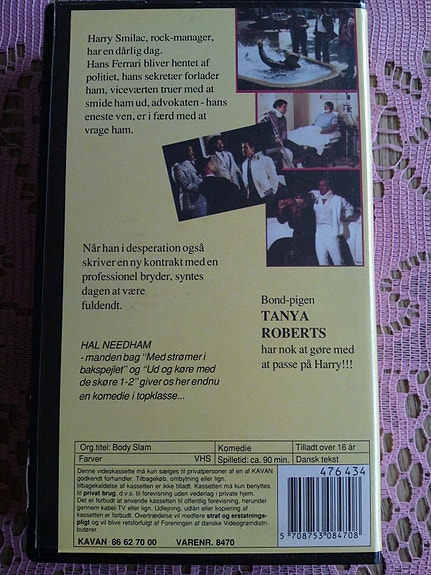 Harry Smilac, rock-manager,
har en dårlig dag.
Hans Ferrari bliver hentet af
politiet, hans sekretær forlader
ham, viceværten truer med at
smide ham ud, advokaten - hans
eneste ven, er i færd med at
vrage ham.
Når han i desperation også
skriver en ny kontrakt med en
professionel bryder, syntes
dagen at være
fuldendt.
Bond-pigen
TANYA
ROBERTS
har nok at gøre med
at passe på Harry!!!
HAL NEEDHAM
- manden bag "Med strømer i
bakspejlet" og "Ud og køre med
de skøre 1-2" giver os her endnu
en komedie i topklasse...
Org.titel: Body Slam Komedie Tilladt over 16 år
Farver VHS Spilletid: ca. 90 min. Dansk tekst
Denne videokassette må kun sælges til privatpersoner af en af KAVAN
godkendt forhandler. Tilbagekøb, ombytning eller lign.
tilbagekaldelse af kassetten er ikke tilladt. Kassetten må kun benyttes
til privat brug, d.v.s. til forevisning uden vederlag i private hjem.
Det er forbudt at anvende kassetten til offentlig forevisning, herunder
gennem kabel-TV eller lign. Udlejning, udlån eller kopiering af
kassetten er forbudt. Overtrædelse vil medføre straf og erstatnings-
pligt og vil blive retsforfulgt af Foreningen af danske Videogramdistri-
butører.
KAVAN 86 62 70 00 VARENR. 8470
476434
5 708753 084708